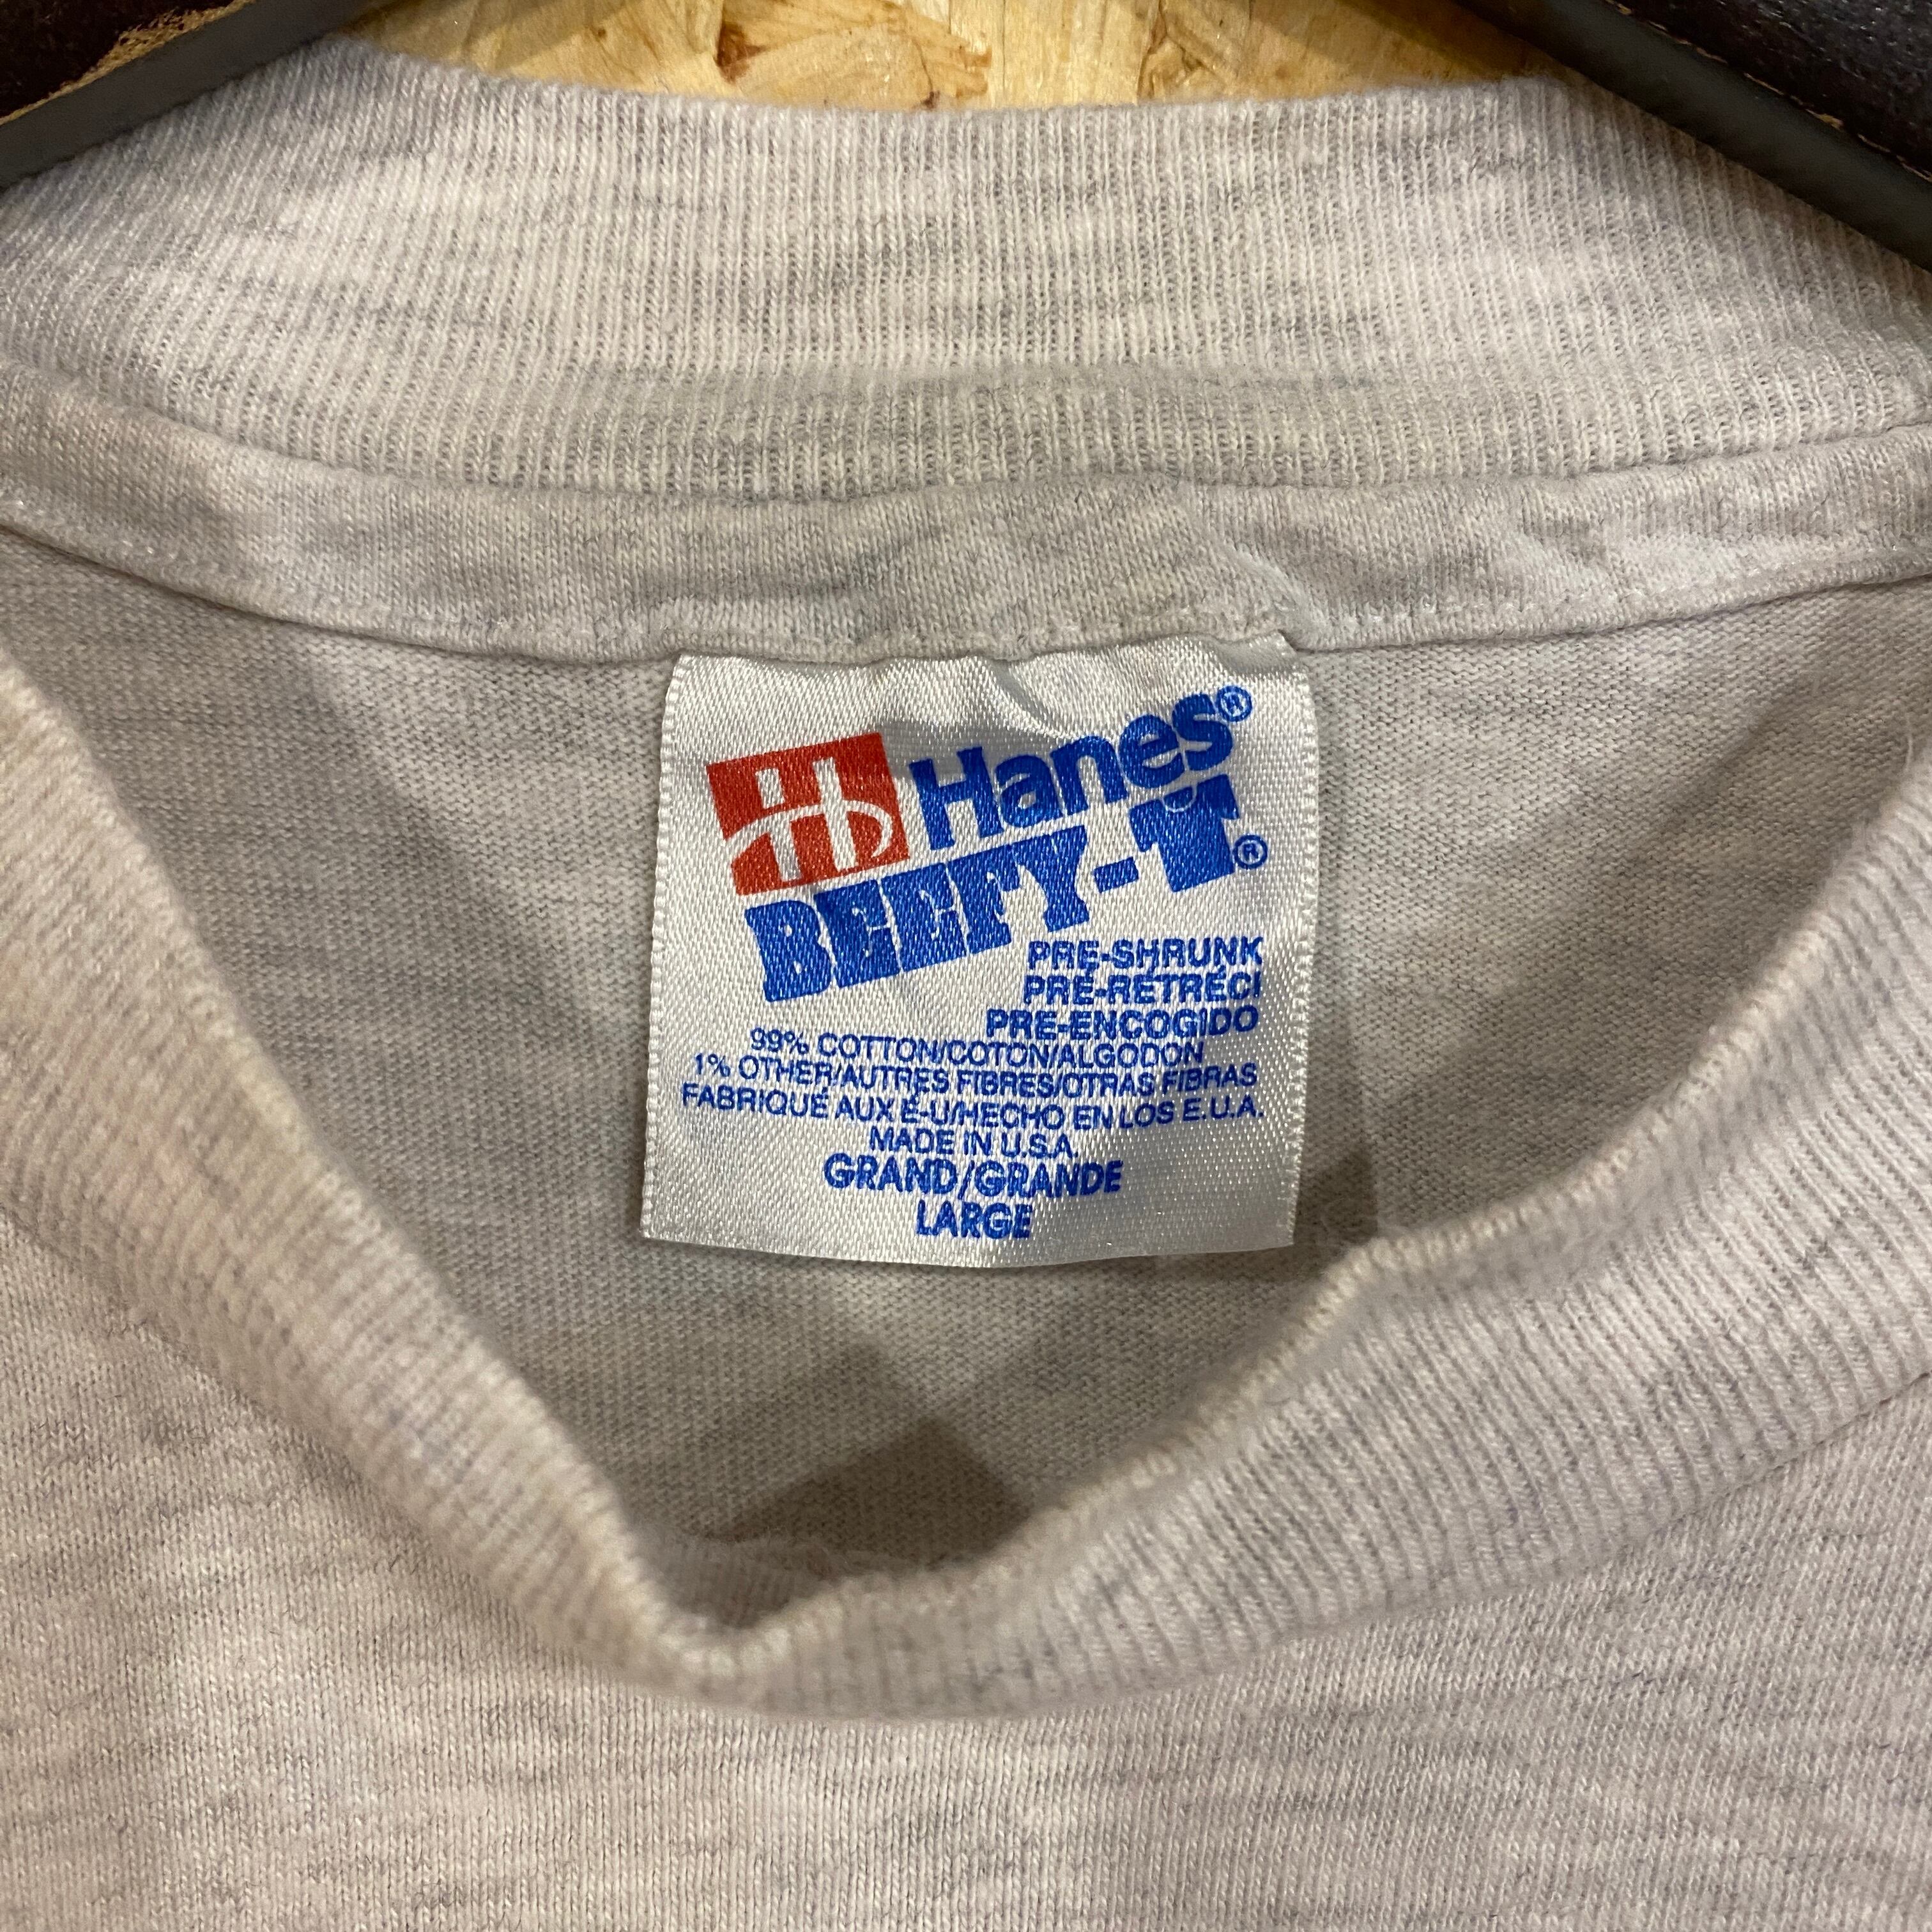 Hanes®
BEEFY-T®
PRE-SHRUNK
PRÉ-RÉTRÉCI
PRE-ENCOGIDO
99% COTTON/COTON/ALGODON
1% OTHER/AUTRES FIBRES/OTRAS FIBRAS
FABRIQUÉ AUX É-U/HECHO EN LOS E.U.A.
MADE IN U.S.A
GRAND/GRANDE
LARGE